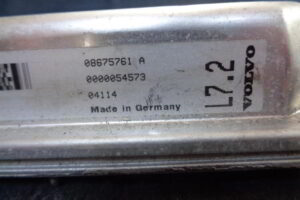 08675761 A
0000054573
04114
Made in Germany
L7.2
VOLVO